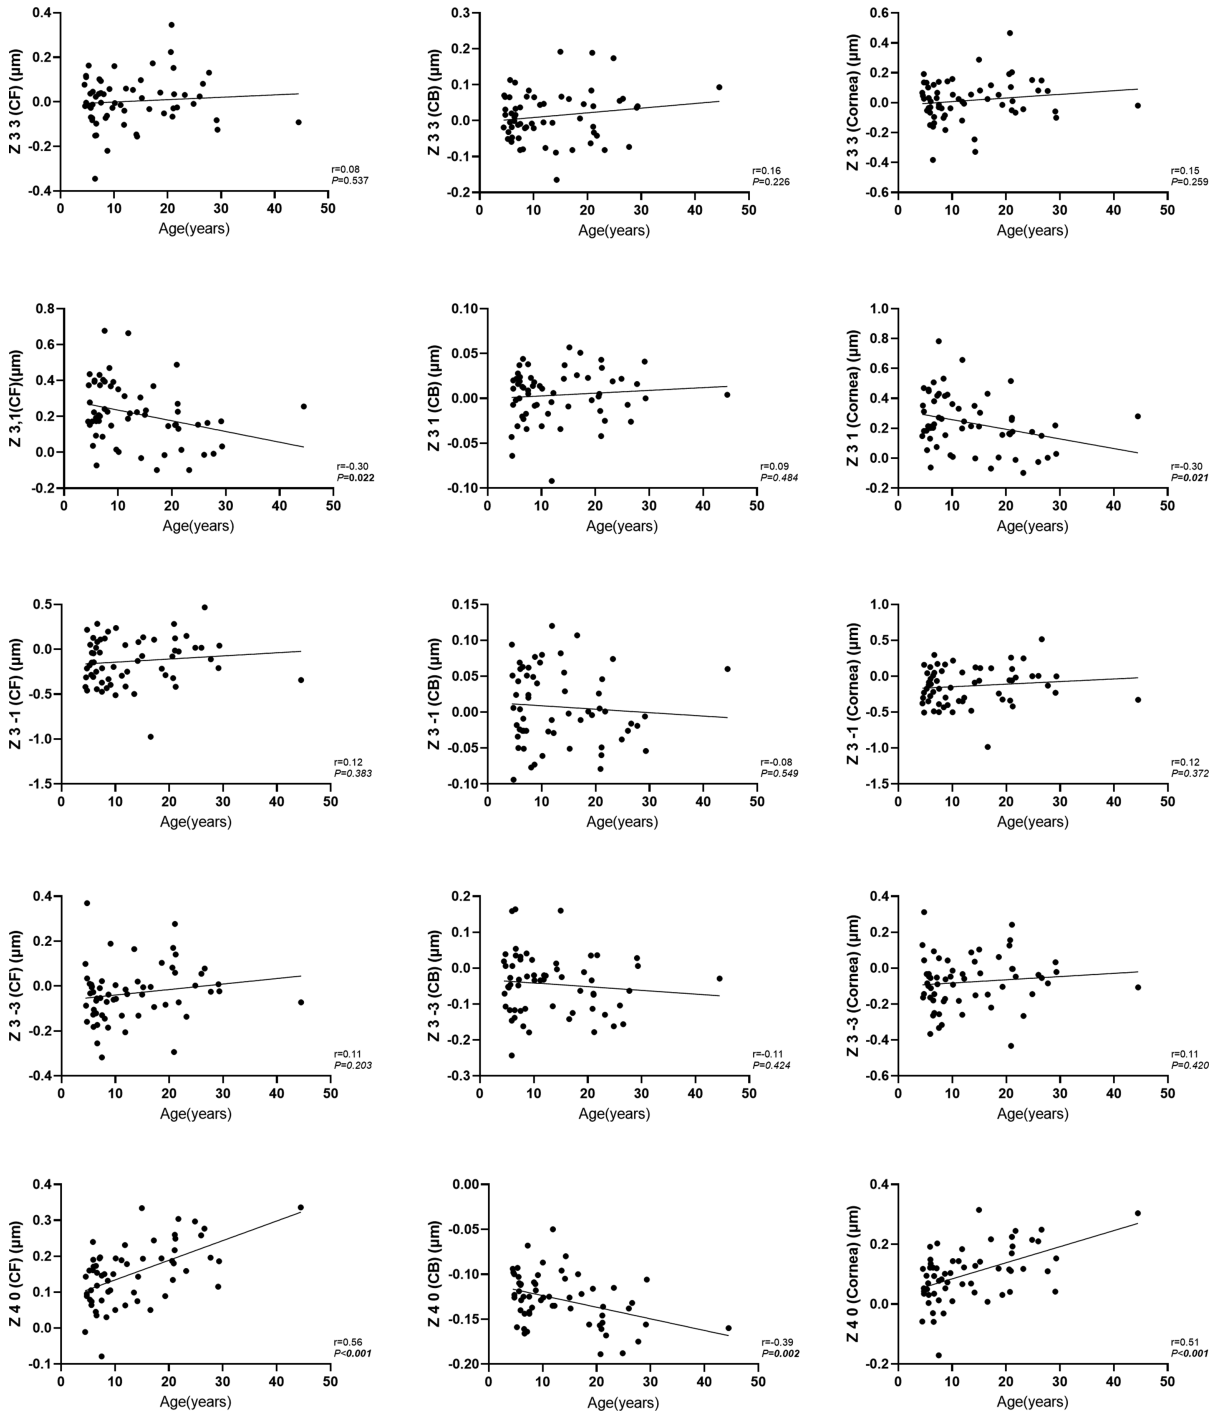 Z 3 3 (CF) (μm)
0.4
0.2
0.0
-0.2
-0.4
0 10 20 30 40 50
Age(years)
r=0.08
P=0.537
Z 3 3 (CB) (μm)
0.3
0.2
0.1
0.0
-0.1
-0.2
0 10 20 30 40 50
Age(years)
r=0.16
P=0.226
Z 3 3 (Cornea) (μm)
0.6
0.4
0.2
0.0
-0.2
-0.4
-0.6
0 10 20 30 40 50
Age(years)
r=0.15
P=0.259
Z 3,1(CF)(μm)
0.8
0.6
0.4
0.2
0.0
-0.2
0 10 20 30 40 50
Age(years)
r=-0.30
P=0.022
Z 3 1 (CB) (μm)
0.10
0.05
0.00
-0.05
-0.10
0 10 20 30 40 50
Age(years)
r=0.09
P=0.484
Z 3 1 (Cornea) (μm)
1.0
0.8
0.6
0.4
0.2
0.0
-0.2
0 10 20 30 40 50
Age(years)
r=-0.30
P=0.021
Z 3 -1 (CF) (μm)
0.5
0.0
-0.5
-1.0
-1.5
0 10 20 30 40 50
Age(years)
r=0.12
P=0.383
Z 3 -1 (CB) (μm)
0.15
0.10
0.05
0.00
-0.05
-0.10
0 10 20 30 40 50
Age(years)
r=-0.08
P=0.549
Z 3 -1 (Cornea) (μm)
1.0
0.5
0.0
-0.5
-1.0
-1.5
0 10 20 30 40 50
Age(years)
r=0.12
P=0.372
Z 3 -3 (CF) (μm)
0.4
0.2
0.0
-0.2
-0.4
0 10 20 30 40 50
Age(years)
r=0.11
P=0.203
Z 3 -3 (CB) (μm)
0.2
0.1
0.0
-0.1
-0.2
-0.3
0 10 20 30 40 50
Age(years)
r=-0.11
P=0.424
Z 3 -3 (Cornea) (μm)
0.4
0.2
0.0
-0.2
-0.4
-0.6
0 10 20 30 40 50
Age(years)
r=0.11
P=0.420
Z 4 0 (CF) (μm)
0.4
0.3
0.2
0.1
0.0
-0.1
0 10 20 30 40 50
Age(years)
r=0.56
P<0.001
Z 4 0 (CB) (μm)
0.00
-0.05
-0.10
-0.15
-0.20
0 10 20 30 40 50
Age(years)
r=-0.39
P=0.002
Z 4 0 (Cornea) (μm)
0.4
0.2
0.0
-0.2
0 10 20 30 40 50
Age(years)
r=0.51
P<0.001